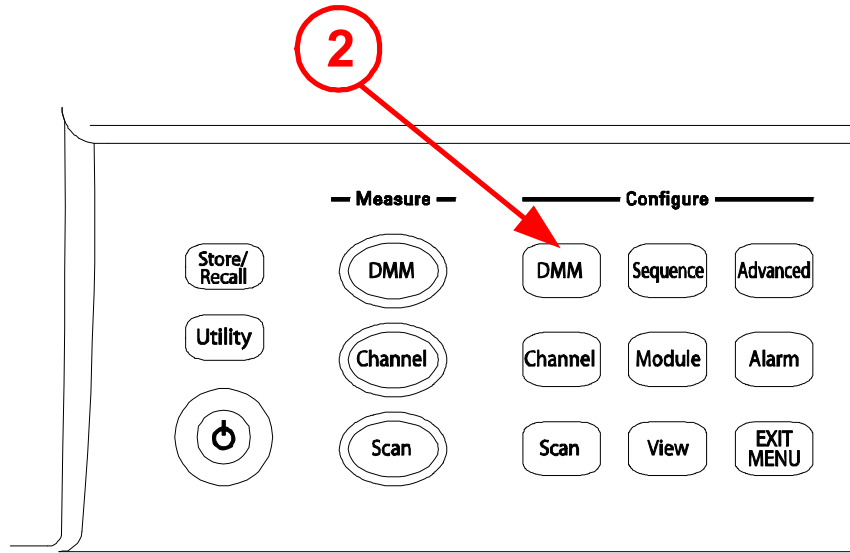 2
Measure
Configure
Store/
Recall
DMM
DMM
Sequence
Advanced
Utility
Channel
Channel
Module
Alarm
Scan
Scan
View
EXIT
MENU